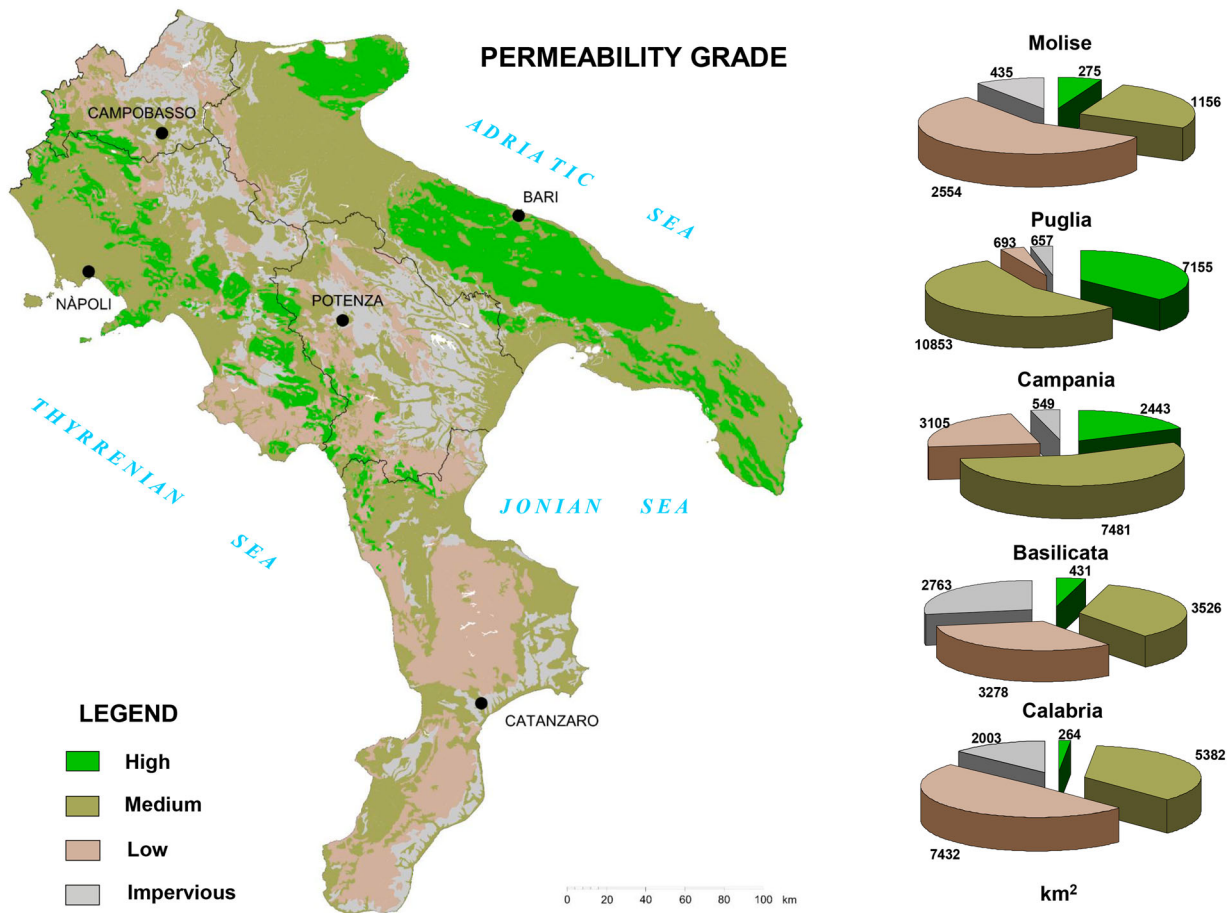 PERMEABILITY GRADE
CAMPOBASSO
NÀPOLI
POTENZA
BARI
CATANZARO
ADRIATIC SEA
THYRRENIAN SEA
JONIAN SEA
LEGEND
High
Medium
Low
Impervious
0 20 40 60 80 100 km
Molise
435
275
1156
2554
Puglia
693
657
7155
10853
Campania
549
2443
3105
7481
Basilicata
2763
431
3526
3278
Calabria
2003
264
5382
7432
km²